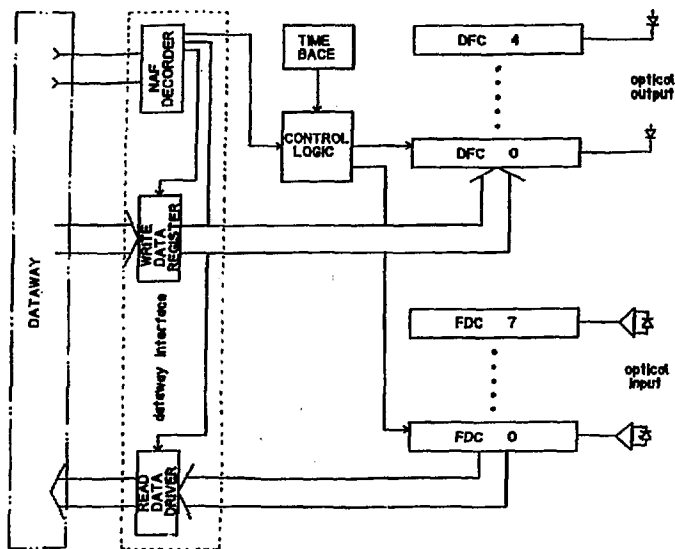 DATAWAY
NAF
DECORDER
WRITE
DATA
REGISTER
dataway interface
READ
DATA
DRIVER
TIME
BACE
CONTROL
LOGIC
DFC 4
optical
output
DFC 0
FDC 7
optical
input
FDC 0